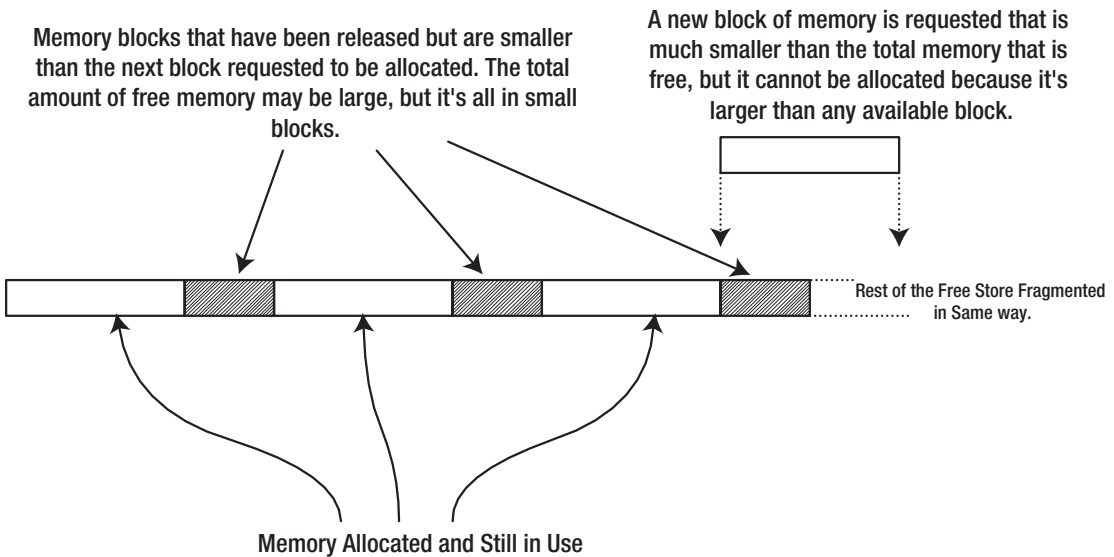 Memory blocks that have been released but are smaller
than the next block requested to be allocated. The total
amount of free memory may be large, but it's all in small
blocks.
A new block of memory is requested that is
much smaller than the total memory that is
free, but it cannot be allocated because it's
larger than any available block.
Rest of the Free Store Fragmented
in Same way.
Memory Allocated and Still in Use